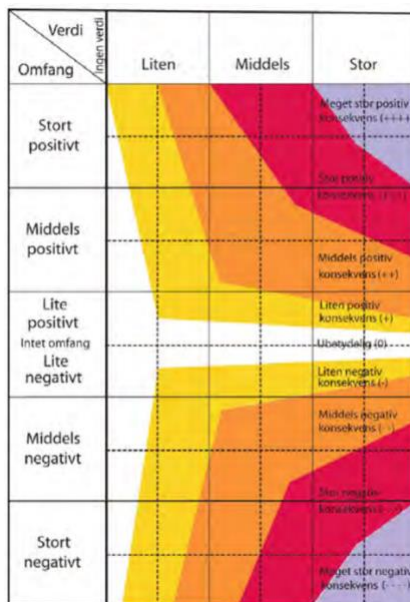 Verdi
Omfang
Ingen verdi
Liten
Middels
Stor
Stort
positivt
Meget stor positiv
konsekvens (++++)
Stor positiv
konsekvens (+++)
Middels
positivt
Middels positiv
konsekvens (++)
Lite
positivt
Liten positiv
konsekvens (+)
Intet omfang
Ubetydelig (0)
Lite
negativt
Liten negativ
konsekvens (-)
Middels
negativt
Middels negativ
konsekvens (- -)
Stor negativ
konsekvens (- - -)
Stort
negativt
Meget stor negativ
konsekvens (- - - -)